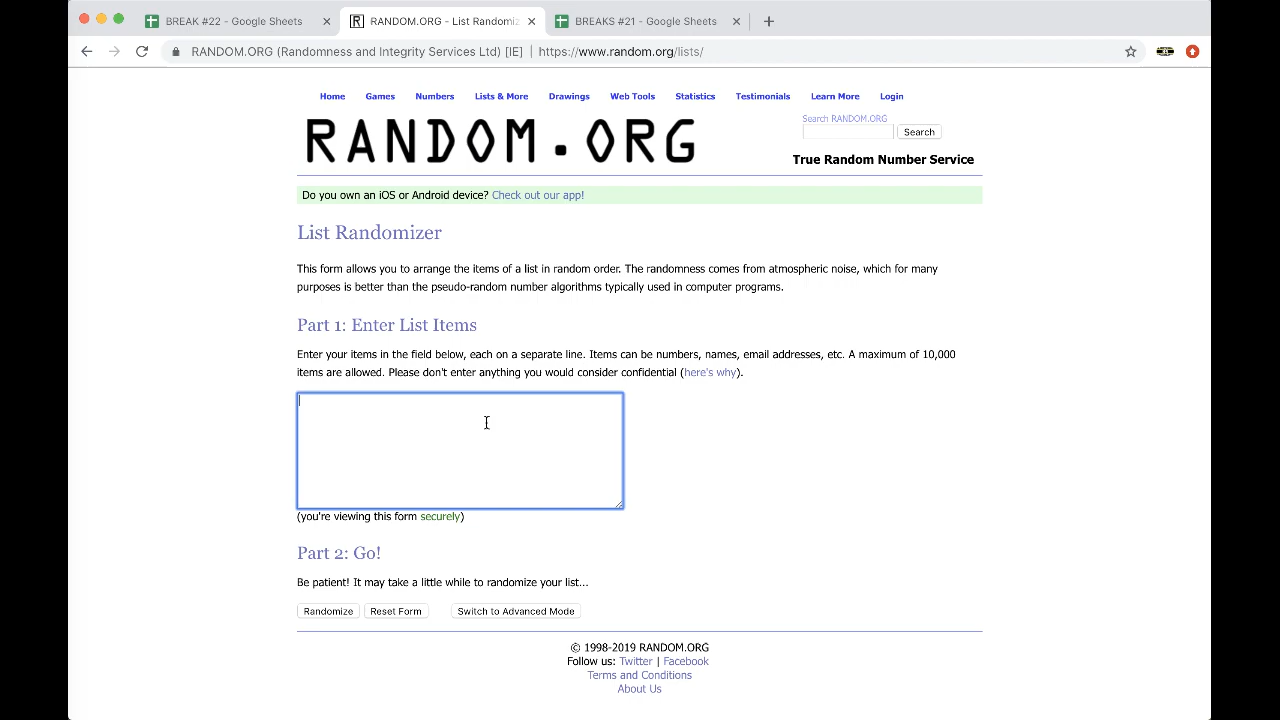 BREAK #22 - Google Sheets
RANDOM.ORG - List Randomiz
BREAKS #21 - Google Sheets
RANDOM.ORG (Randomness and Integrity Services Ltd) [IE] | https://www.random.org/lists/
Home Games Numbers Lists & More Drawings Web Tools Statistics Testimonials Learn More Login
RANDOM.ORG
Search RANDOM.ORG
Search
True Random Number Service
Do you own an iOS or Android device? Check out our app!
List Randomizer
This form allows you to arrange the items of a list in random order. The randomness comes from atmospheric noise, which for many
purposes is better than the pseudo-random number algorithms typically used in computer programs.
Part 1: Enter List Items
Enter your items in the field below, each on a separate line. Items can be numbers, names, email addresses, etc. A maximum of 10,000
items are allowed. Please don't enter anything you would consider confidential (here's why).
(you're viewing this form securely)
Part 2: Go!
Be patient! It may take a little while to randomize your list...
Randomize Reset Form Switch to Advanced Mode
© 1998-2019 RANDOM.ORG
Follow us: Twitter | Facebook
Terms and Conditions
About Us